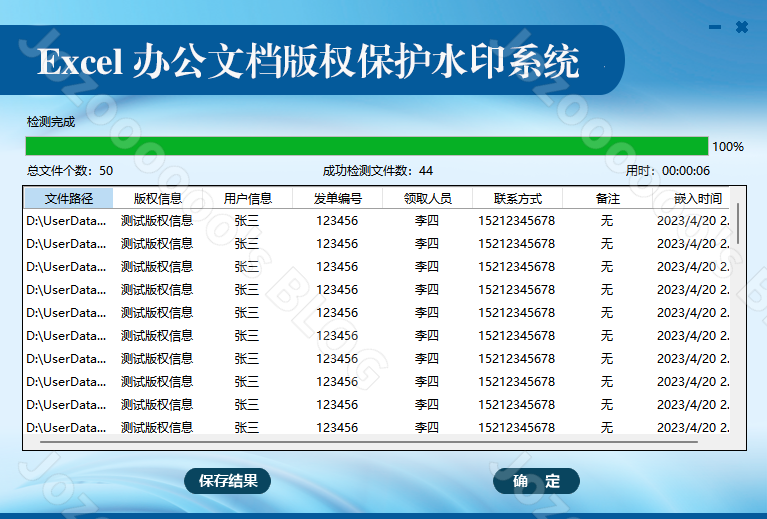 Excel 办公文档版权保护水印系统
检测完成
100%
总文件个数：50 成功检测文件数：44 用时：00:00:06
文件路径 版权信息 用户信息 发单编号 领取人员 联系方式 备注 嵌入时间
D:\UserData... 测试版权信息 张三 123456 李四 15212345678 无 2023/4/20 2.
D:\UserData... 测试版权信息 张三 123456 李四 15212345678 无 2023/4/20 2.
D:\UserData... 测试版权信息 张三 123456 李四 15212345678 无 2023/4/20 2.
D:\UserData... 测试版权信息 张三 123456 李四 15212345678 无 2023/4/20 2.
D:\UserData... 测试版权信息 张三 123456 李四 15212345678 无 2023/4/20 2.
D:\UserData... 测试版权信息 张三 123456 李四 15212345678 无 2023/4/20 2.
D:\UserData... 测试版权信息 张三 123456 李四 15212345678 无 2023/4/20 2.
D:\UserData... 测试版权信息 张三 123456 李四 15212345678 无 2023/4/20 2.
D:\UserData... 测试版权信息 张三 123456 李四 15212345678 无 2023/4/20 2.
D:\UserData... 测试版权信息 张三 123456 李四 15212345678 无 2023/4/20 2.
保存结果 确 定